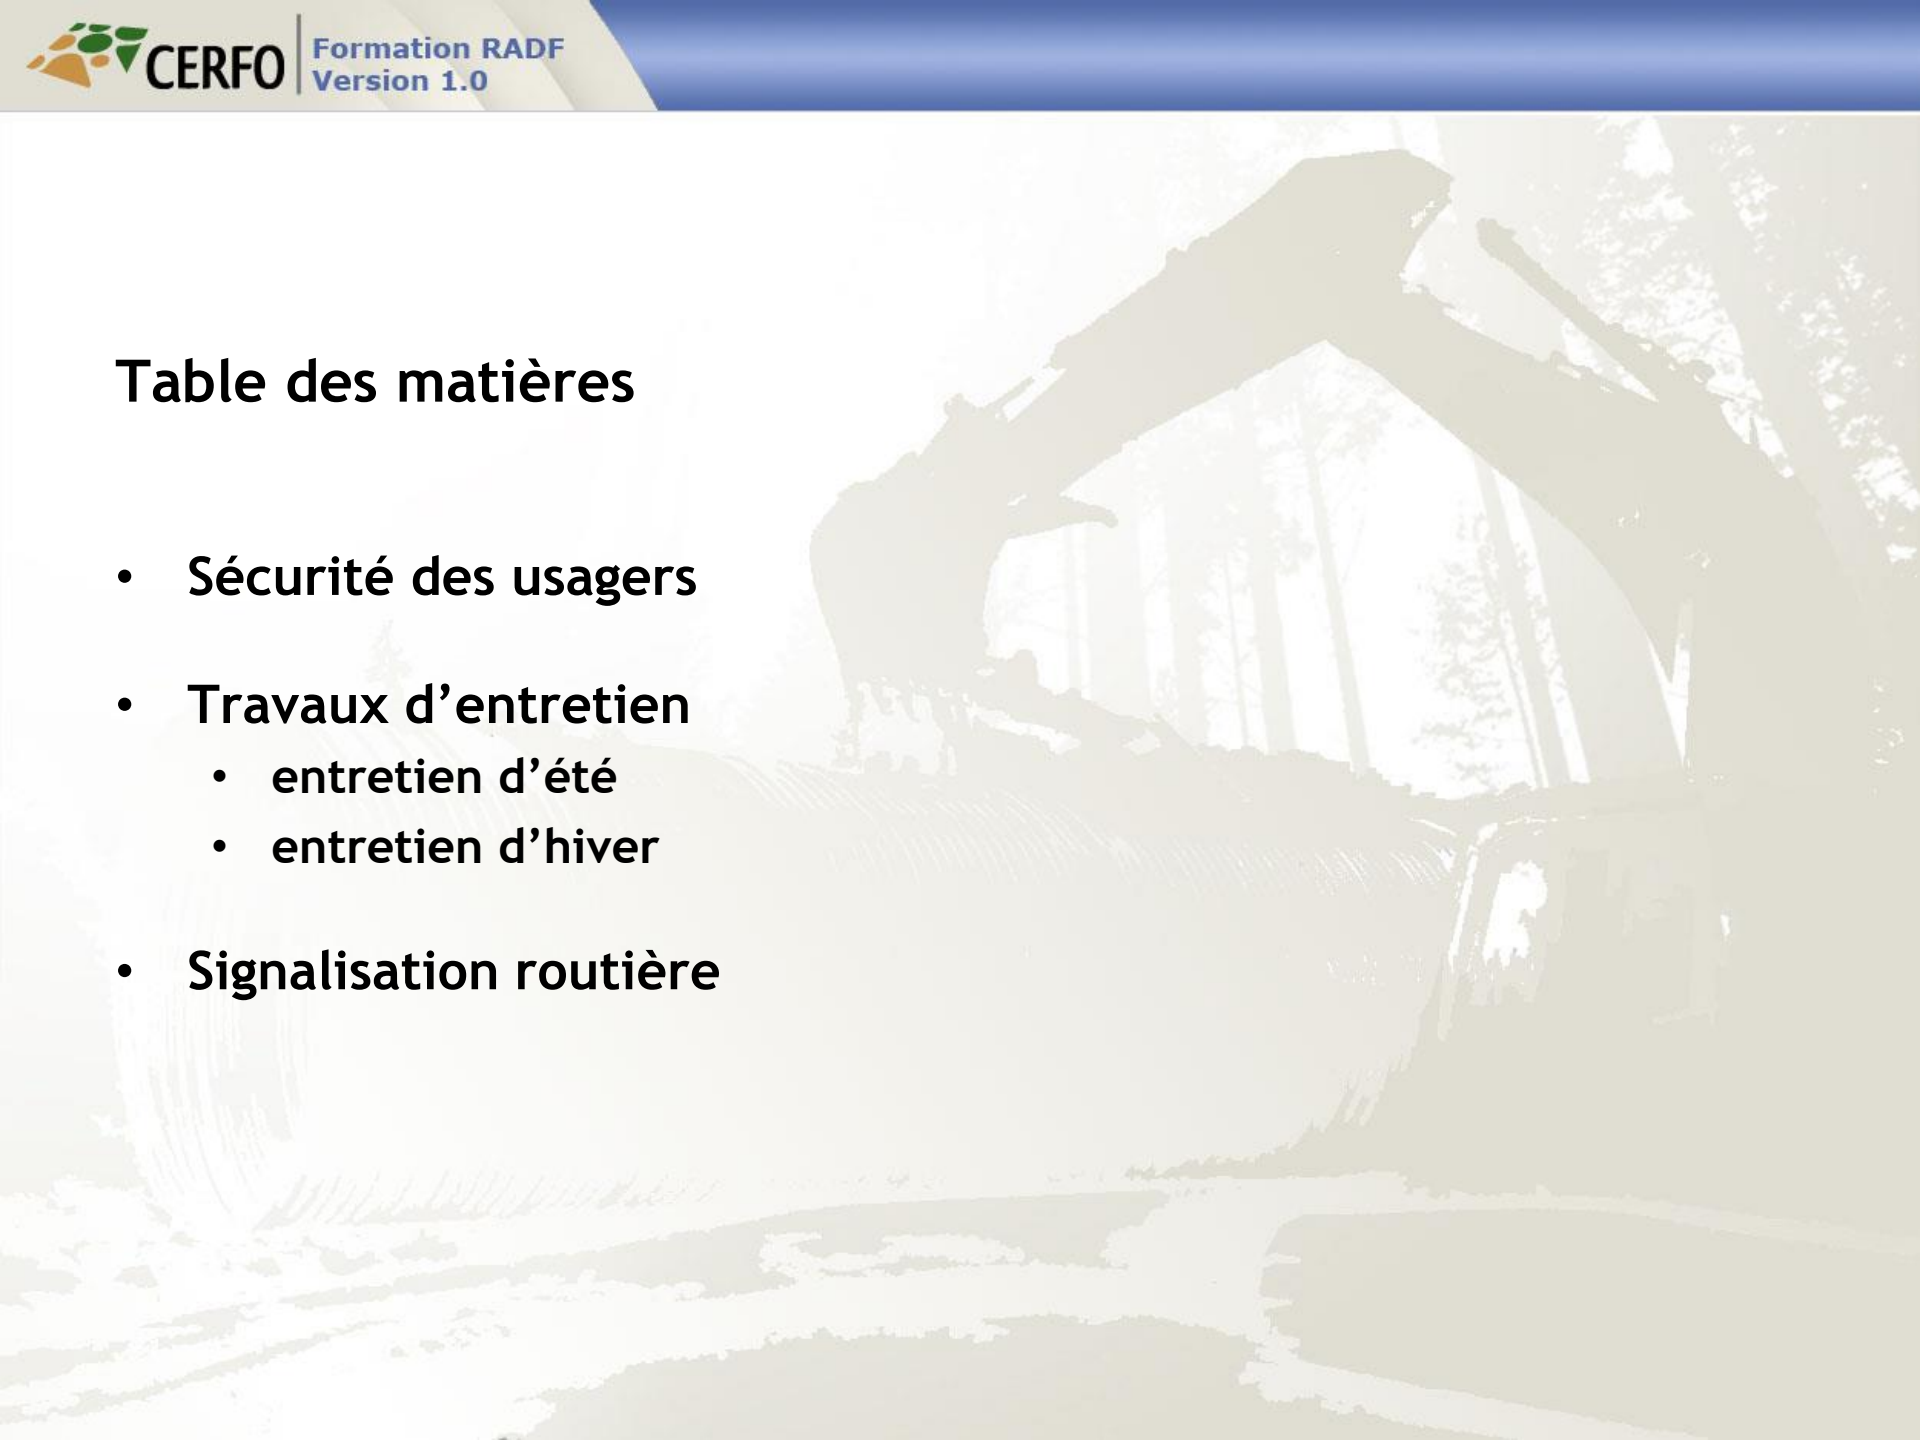 CERFO
Formation RADF
Version 1.0
Table des matières
• Sécurité des usagers
• Travaux d’entretien
• entretien d’été
• entretien d’hiver
• Signalisation routière